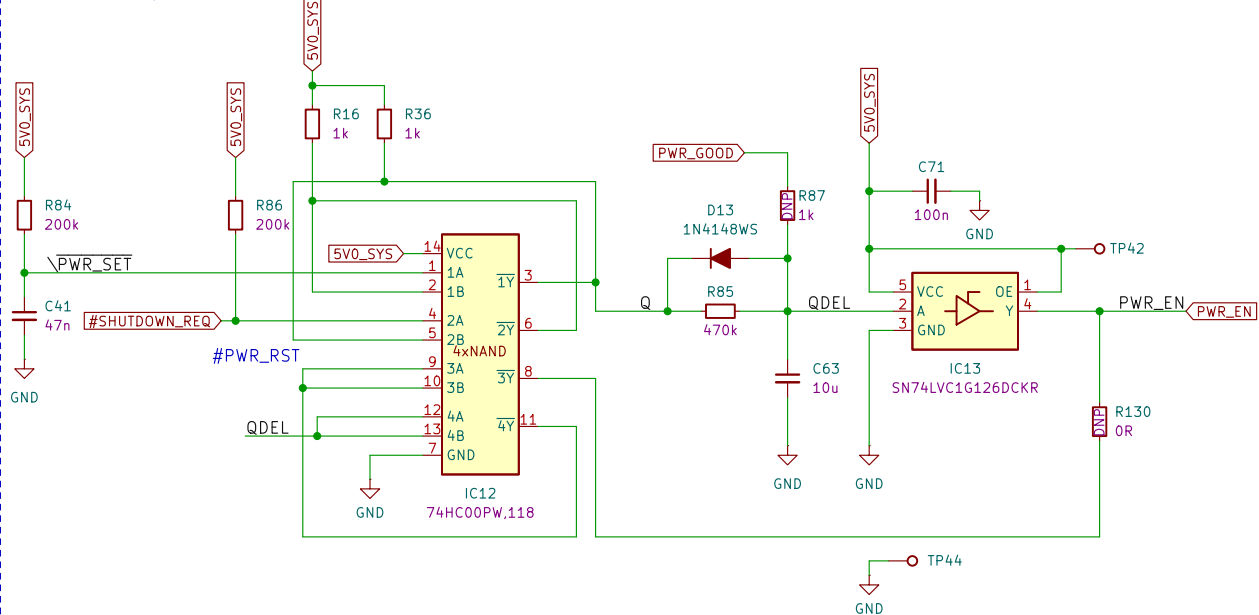 5V0_SYS
5V0_SYS
5V0_SYS
5V0_SYS
R16
1k
R36
1k
PWR_GOOD
C71
100n
GND
R84
200k
R86
200k
DNP
R87
1k
D13
1N4148WS
\PWR_SET
5V0_SYS
14
VCC
1
1A
2
1B
4
2A
5
2B
4xNAND
9
3A
10
3B
12
4A
13
4B
7
GND
1Y
3
2Y
6
3Y
8
4Y
11
IC12
74HC00PW,118
C41
47n
GND
#SHUTDOWN_REQ
#PWR_RST
QDEL
GND
Q
R85
470k
QDEL
C63
10u
GND
GND
TP42
5
VCC
2
A
3
GND
OE
1
Y
4
IC13
SN74LVC1G126DCKR
PWR_EN
PWR_EN
DNP
R130
0R
TP44
GND